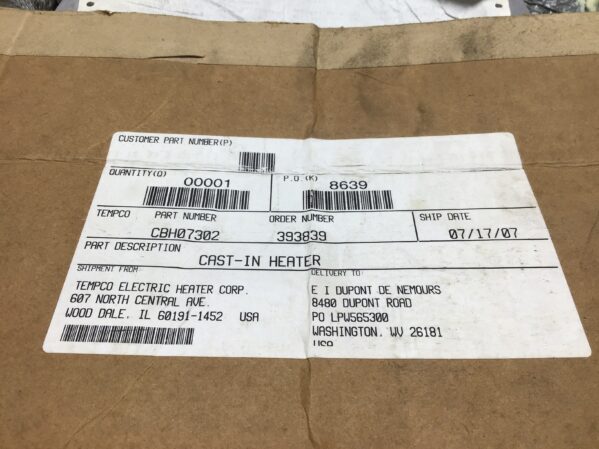 CUSTOMER PART NUMBER(P)
QUANTITY(Q) 00001 P.O.(K) 8639
TEMPCO PART NUMBER ORDER NUMBER SHIP DATE
CBH07302 393839 07/17/07
PART DESCRIPTION
CAST-IN HEATER
SHIPMENT FROM: DELIVERY TO:
TEMPCO ELECTRIC HEATER CORP. E I DUPONT DE NEMOURS
607 NORTH CENTRAL AVE. 8480 DUPONT ROAD
WOOD DALE, IL 60191-1452 USA PO LPW565300
WASHINGTON, WV 26181
USA